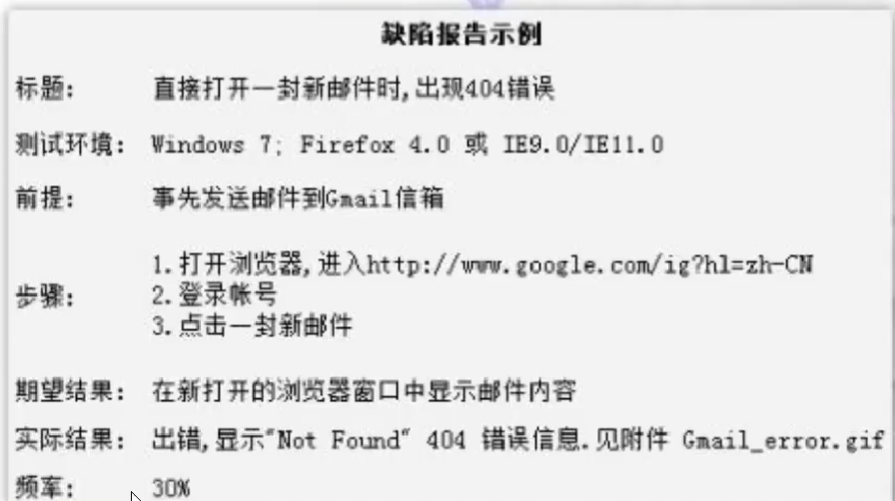 缺陷报告示例
标题: 直接打开一封新邮件时,出现404错误
测试环境: Windows 7; Firefox 4.0 或 IE9.0/IE11.0
前提: 事先发送邮件到Gmail信箱
步骤:
1.打开浏览器,进入http://www.google.com/ig?hl=zh-CN
2.登录帐号
3.点击一封新邮件
期望结果: 在新打开的浏览器窗口中显示邮件内容
实际结果: 出错,显示"Not Found" 404 错误信息.见附件 Gmail_error.gif
频率: 30%